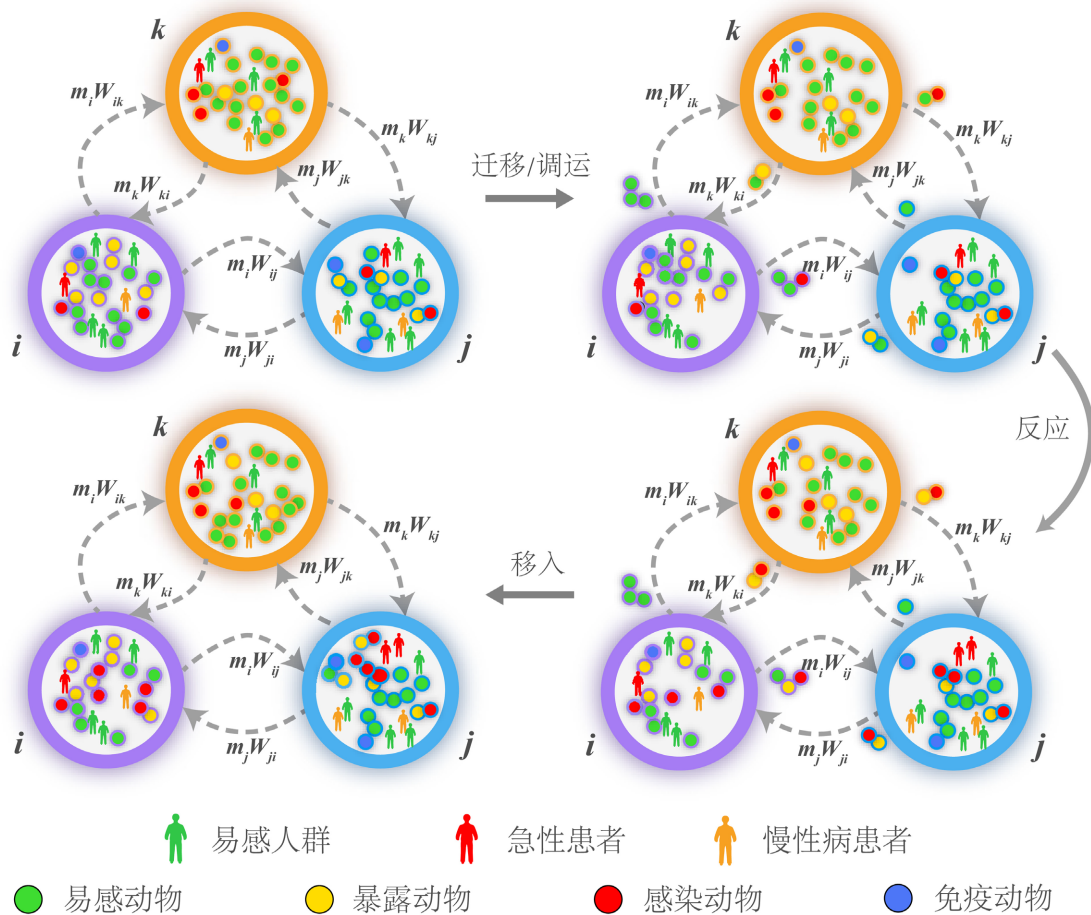 k
m_iW_ik
m_kW_kj
m_kW_ki
m_jW_jk
m_iW_ij
m_jW_ji
i
j
迁移/调运
k
m_iW_ik
m_kW_kj
m_kW_ki
m_jW_jk
m_iW_ij
m_jW_ji
i
j
反应
k
m_iW_ik
m_kW_kj
m_kW_ki
m_jW_jk
m_iW_ij
m_jW_ji
i
j
移入
k
m_iW_ik
m_kW_kj
m_kW_ki
m_jW_jk
m_iW_ij
m_jW_ji
i
j
易感人群
急性患者
慢性病患者
易感动物
暴露动物
感染动物
免疫动物